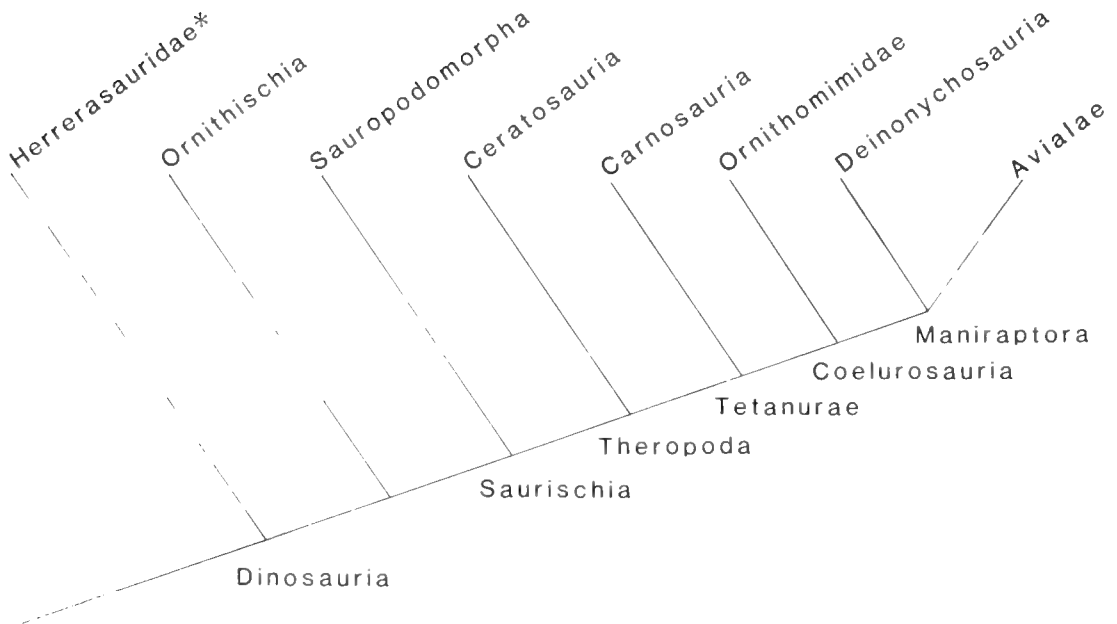 Herrerasauridae*
Ornithischia
Sauropodomorpha
Ceratosauria
Carnosauria
Ornithomimidae
Deinonychosauria
Avialae
Maniraptora
Coelurosauria
Tetanurae
Theropoda
Saurischia
Dinosauria